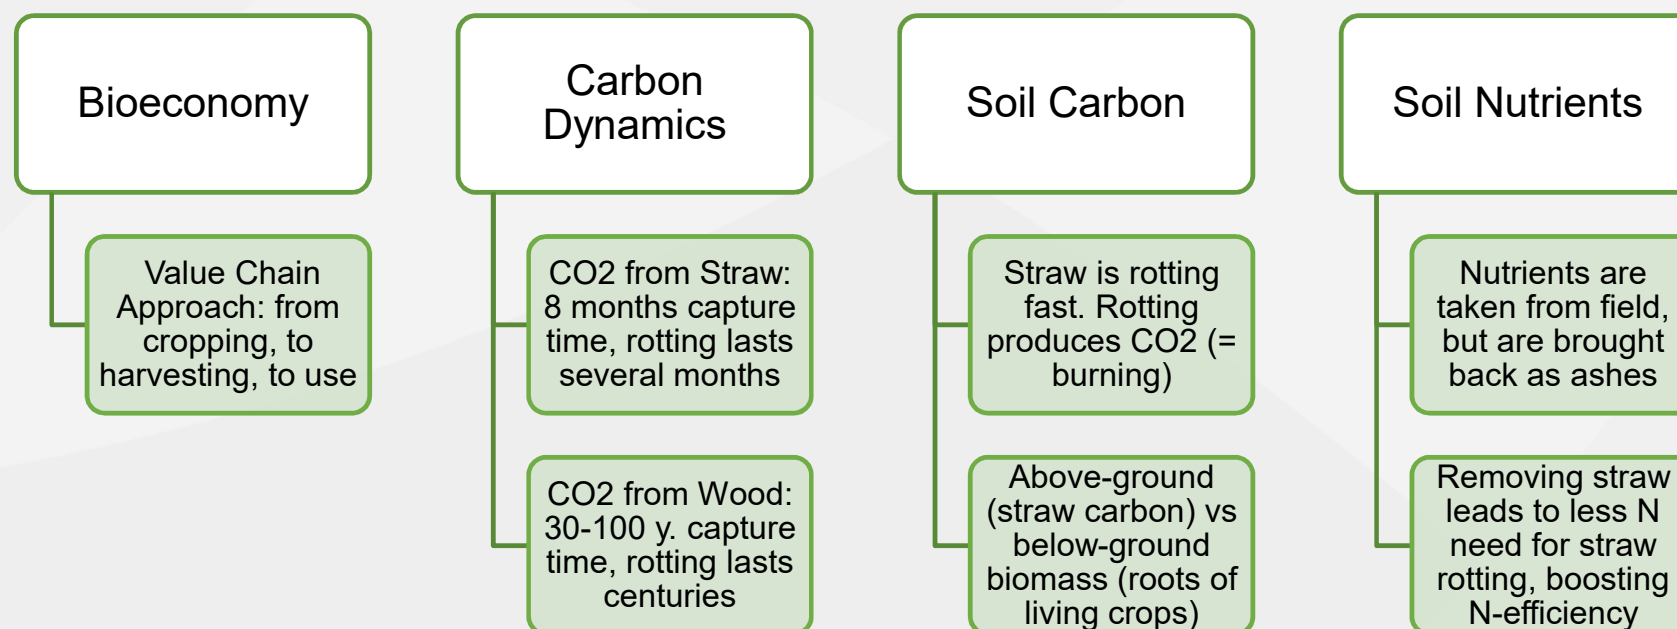 Bioeconomy
Value Chain
Approach: from
cropping, to
harvesting, to use
Carbon
Dynamics
CO2 from Straw:
8 months capture
time, rotting lasts
several months
CO2 from Wood:
30-100 y. capture
time, rotting lasts
centuries
Soil Carbon
Straw is rotting
fast. Rotting
produces CO2 (=
burning)
Above-ground
(straw carbon) vs
below-ground
biomass (roots of
living crops)
Soil Nutrients
Nutrients are
taken from field,
but are brought
back as ashes
Removing straw
leads to less N
need for straw
rotting, boosting
N-efficiency